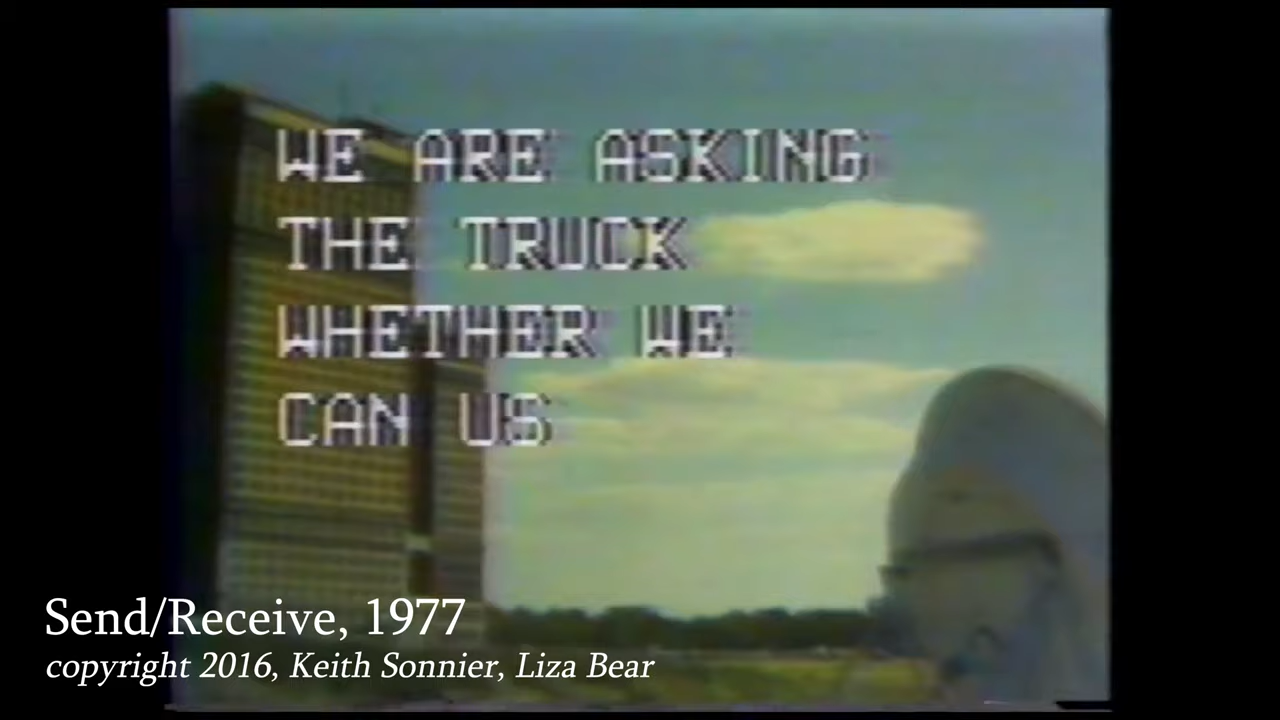 WE ARE ASKING
THE TRUCK
WHETHER WE
CAN US
Send/Receive, 1977
copyright 2016, Keith Sonnier, Liza Bear